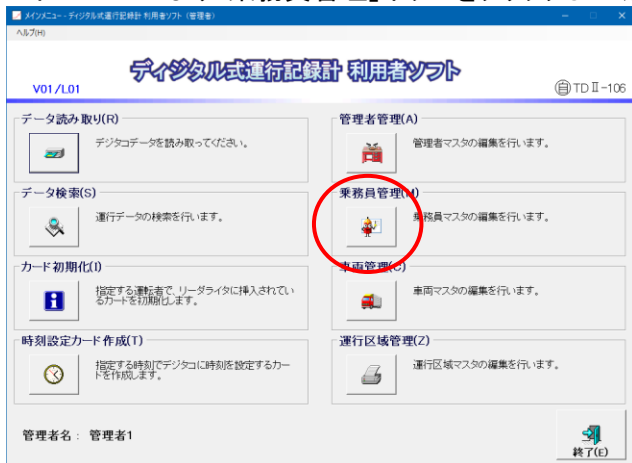 メインメニュー - ディジタル式運行記録計 利用者ソフト (管理者)
ヘルプ(H)
ディジタル式運行記録計 利用者ソフト
V01/L01
自 TDⅡ-106
データ読み取り(R)
デジタコデータを読み取ってください。
管理者管理(A)
管理者マスタの編集を行います。
データ検索(S)
運行データの検索を行います。
乗務員管理(M)
乗務員マスタの編集を行います。
カード初期化(I)
指定する運転者で、リーダライタに挿入されてい
るカードを初期化します。
車両管理(C)
車両マスタの編集を行います。
時刻設定カード作成(T)
指定する時刻でデジタコに時刻を設定するカー
ドを作成します。
運行区域管理(Z)
運行区域マスタの編集を行います。
管理者名: 管理者1
終了(E)